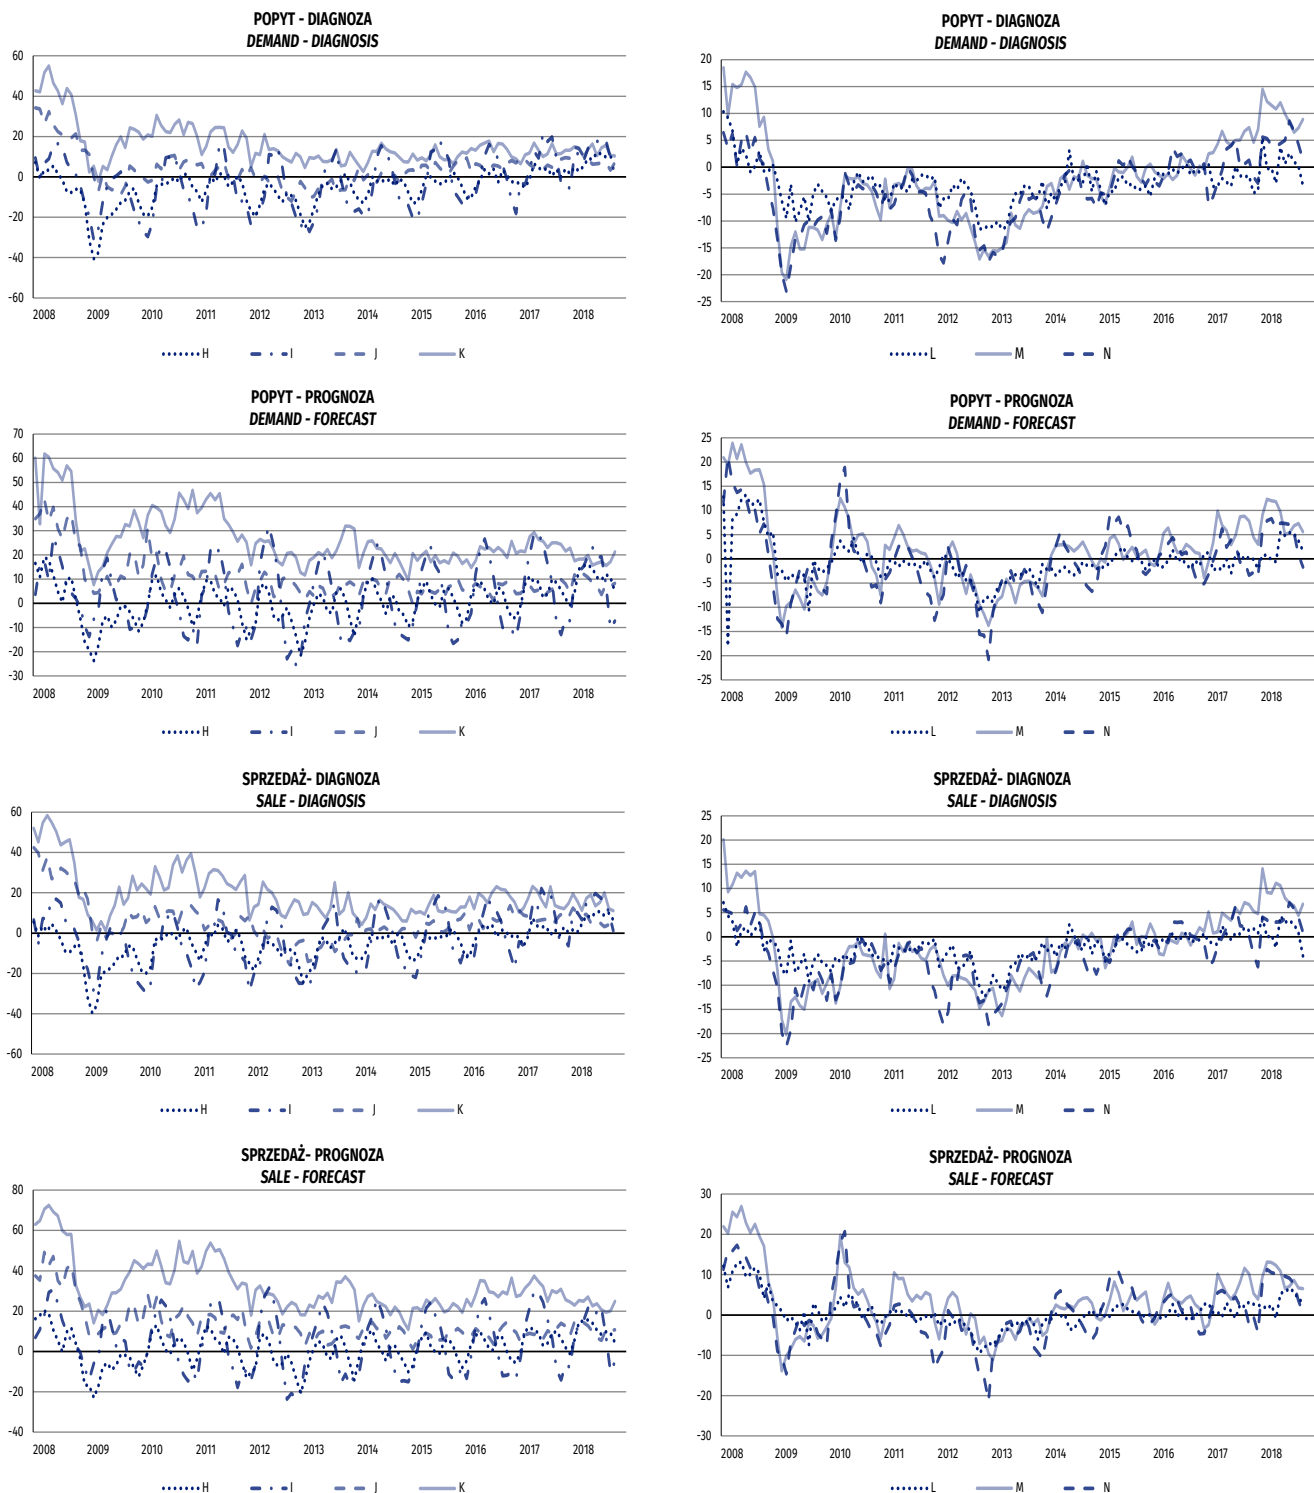 POPYT - DIAGNOZA
DEMAND - DIAGNOSIS
60
40
20
0
-20
-40
-60
2008 2009 2010 2011 2012 2013 2014 2015 2016 2017 2018
H I J K
POPYT - DIAGNOZA
DEMAND - DIAGNOSIS
20
15
10
5
0
-5
-10
-15
-20
-25
2008 2009 2010 2011 2012 2013 2014 2015 2016 2017 2018
L M N
POPYT - PROGNOZA
DEMAND - FORECAST
70
60
50
40
30
20
10
0
-10
-20
-30
2008 2009 2010 2011 2012 2013 2014 2015 2016 2017 2018
H I J K
POPYT - PROGNOZA
DEMAND - FORECAST
25
20
15
10
5
0
-5
-10
-15
-20
-25
2008 2009 2010 2011 2012 2013 2014 2015 2016 2017 2018
L M N
SPRZEDAŻ- DIAGNOZA
SALE - DIAGNOSIS
60
40
20
0
-20
-40
-60
2008 2009 2010 2011 2012 2013 2014 2015 2016 2017 2018
H I J K
SPRZEDAŻ- DIAGNOZA
SALE - DIAGNOSIS
25
20
15
10
5
0
-5
-10
-15
-20
-25
2008 2009 2010 2011 2012 2013 2014 2015 2016 2017 2018
L M N
SPRZEDAŻ- PROGNOZA
SALE - FORECAST
80
60
40
20
0
-20
-40
2008 2009 2010 2011 2012 2013 2014 2015 2016 2017 2018
H I J K
SPRZEDAŻ- PROGNOZA
SALE - FORECAST
30
20
10
0
-10
-20
-30
2008 2009 2010 2011 2012 2013 2014 2015 2016 2017 2018
L M N